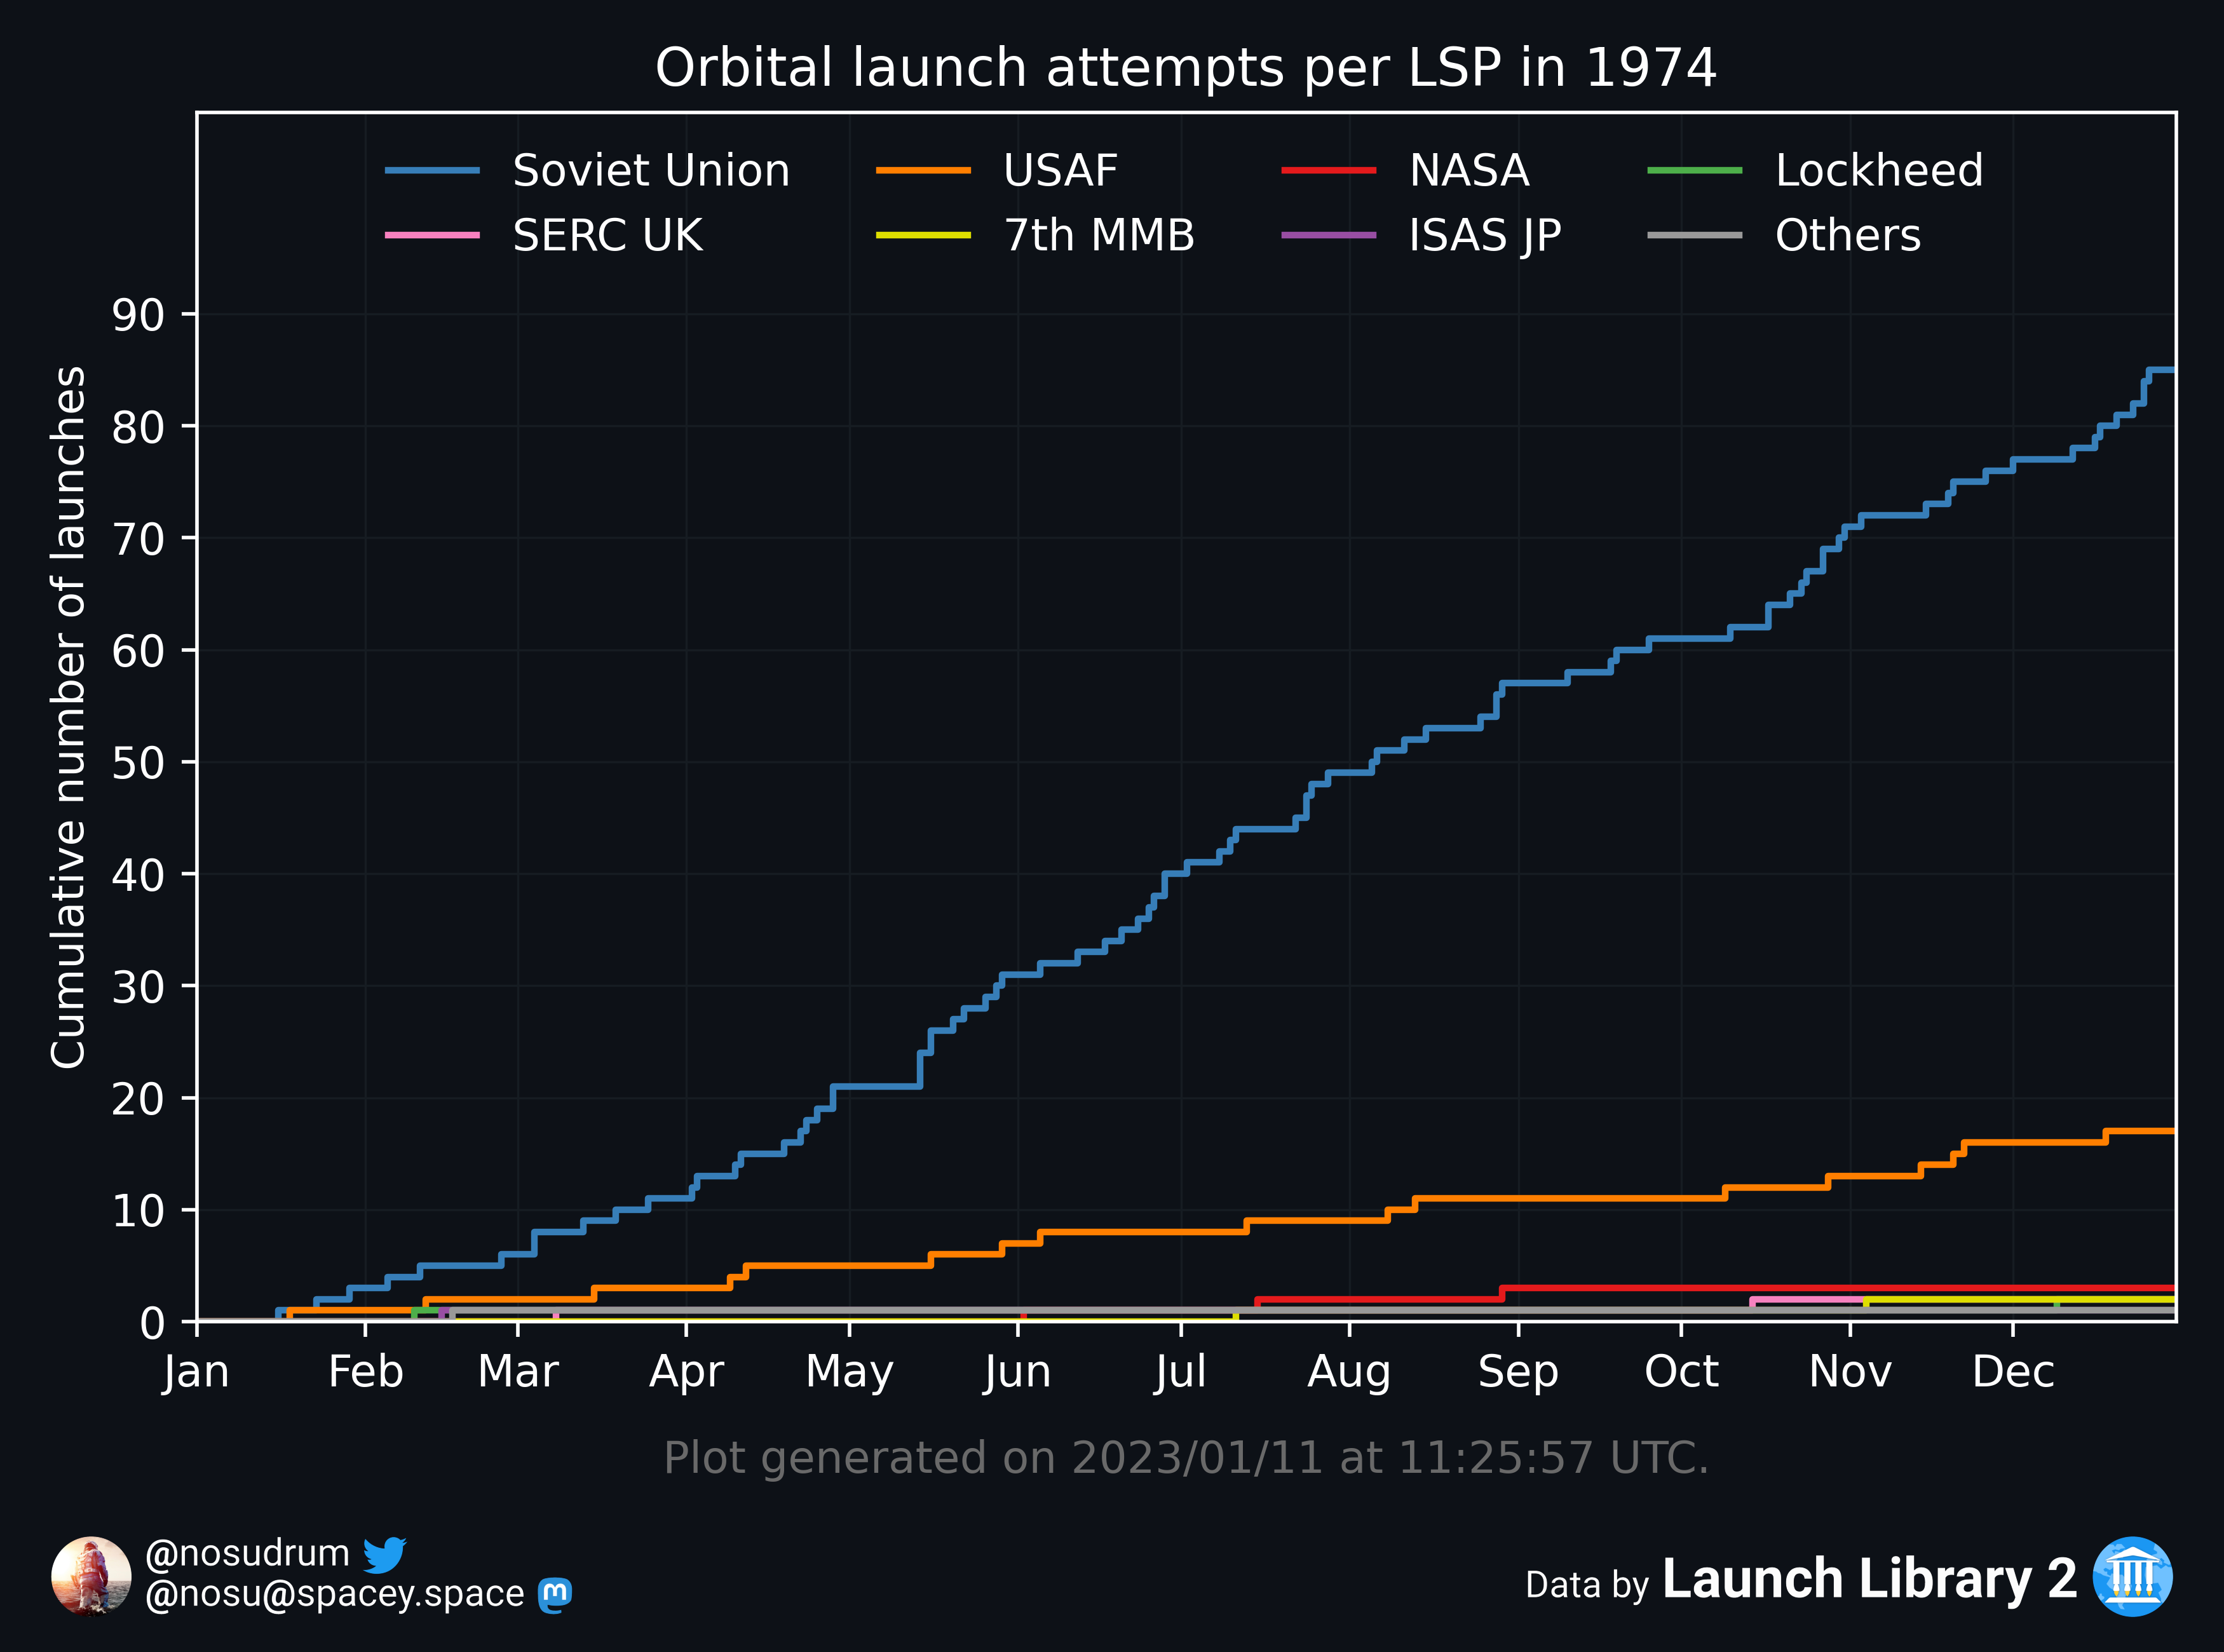 Orbital launch attempts per LSP in 1974
Soviet Union USAF NASA Lockheed
SERC UK 7th MMB ISAS JP Others
Cumulative number of launches
90
80
70
60
50
40
30
20
10
0
Jan Feb Mar Apr May Jun Jul Aug Sep Oct Nov Dec
Plot generated on 2023/01/11 at 11:25:57 UTC.
@nosudrum
@nosu@spacey.space
Data by Launch Library 2